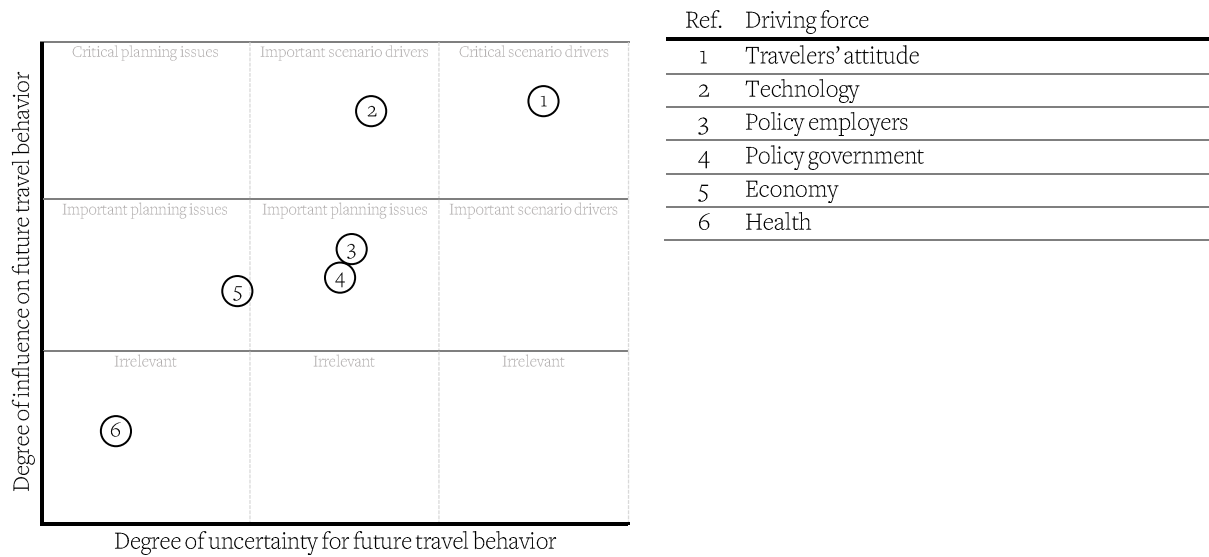 Degree of influence on future travel behavior
Critical planning issues
Important scenario drivers
Critical scenario drivers
2
1
Important planning issues
Important planning issues
Important scenario drivers
3
4
5
Irrelevant
Irrelevant
Irrelevant
6
Degree of uncertainty for future travel behavior
Ref. Driving force
1 Travelers’ attitude
2 Technology
3 Policy employers
4 Policy government
5 Economy
6 Health